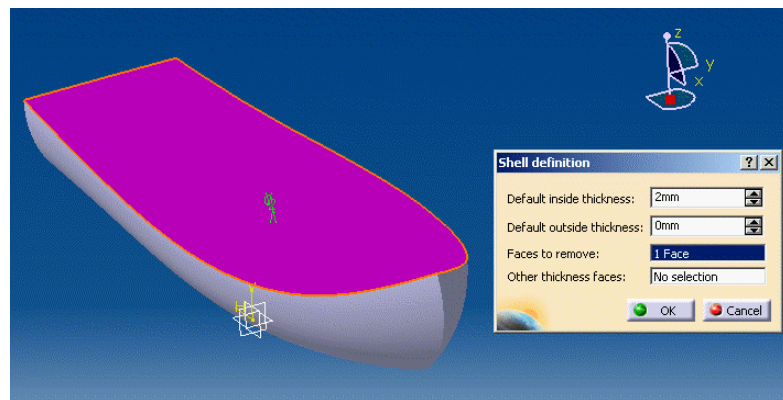 z
y
x
Shell definition
Default inside thickness: 2mm
Default outside thickness: 0mm
Faces to remove: 1 Face
Other thickness faces: No selection
OK Cancel